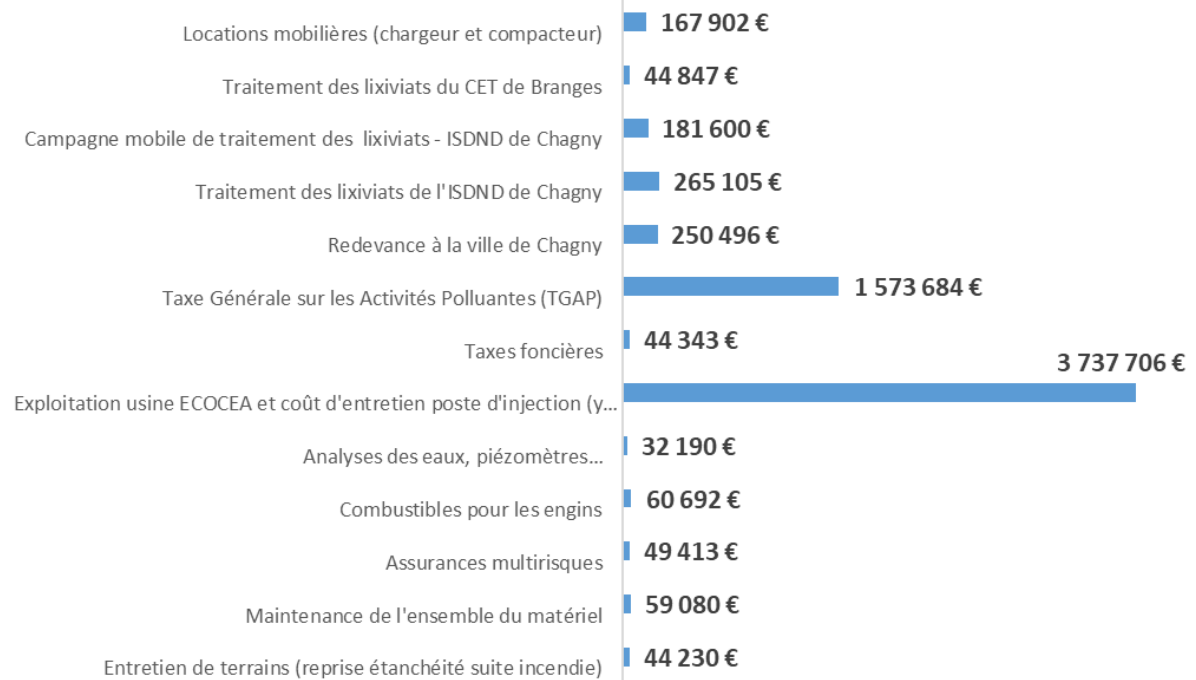 Locations mobilières (chargeur et compacteur) 167 902 €
Traitement des lixiviats du CET de Branges 44 847 €
Campagne mobile de traitement des lixiviats - ISDND de Chagny 181 600 €
Traitement des lixiviats de l'ISDND de Chagny 265 105 €
Redevance à la ville de Chagny 250 496 €
Taxe Générale sur les Activités Polluantes (TGAP) 1 573 684 €
Taxes foncières 44 343 €
Exploitation usine ECOCEA et coût d'entretien poste d'injection (y... 3 737 706 €
Analyses des eaux, piézomètres... 32 190 €
Combustibles pour les engins 60 692 €
Assurances multirisques 49 413 €
Maintenance de l'ensemble du matériel 59 080 €
Entretien de terrains (reprise étanchéité suite incendie) 44 230 €